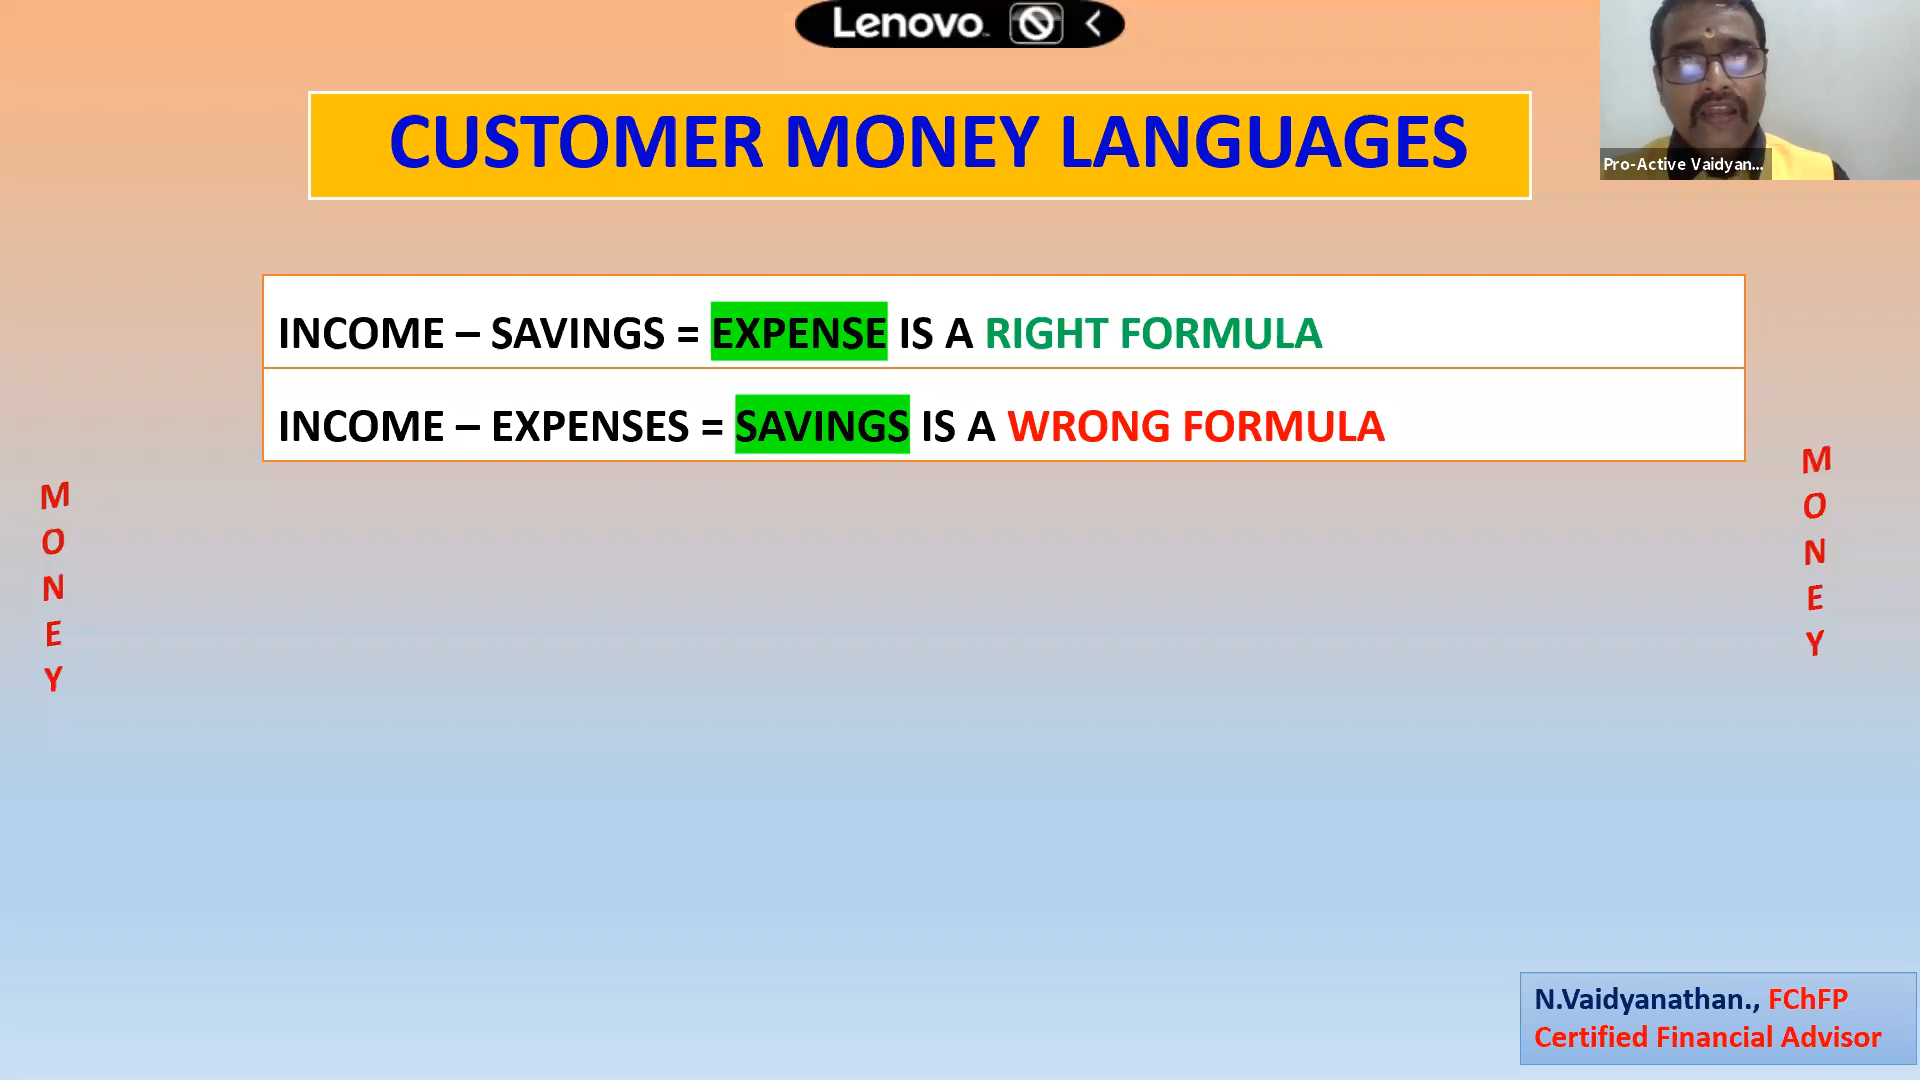 Lenovo
CUSTOMER MONEY LANGUAGES
Pro-Active Vaidyan...
INCOME – SAVINGS = EXPENSE IS A RIGHT FORMULA
INCOME – EXPENSES = SAVINGS IS A WRONG FORMULA
M
O
N
E
Y
M
O
N
E
Y
N.Vaidyanathan., FChFP
Certified Financial Advisor